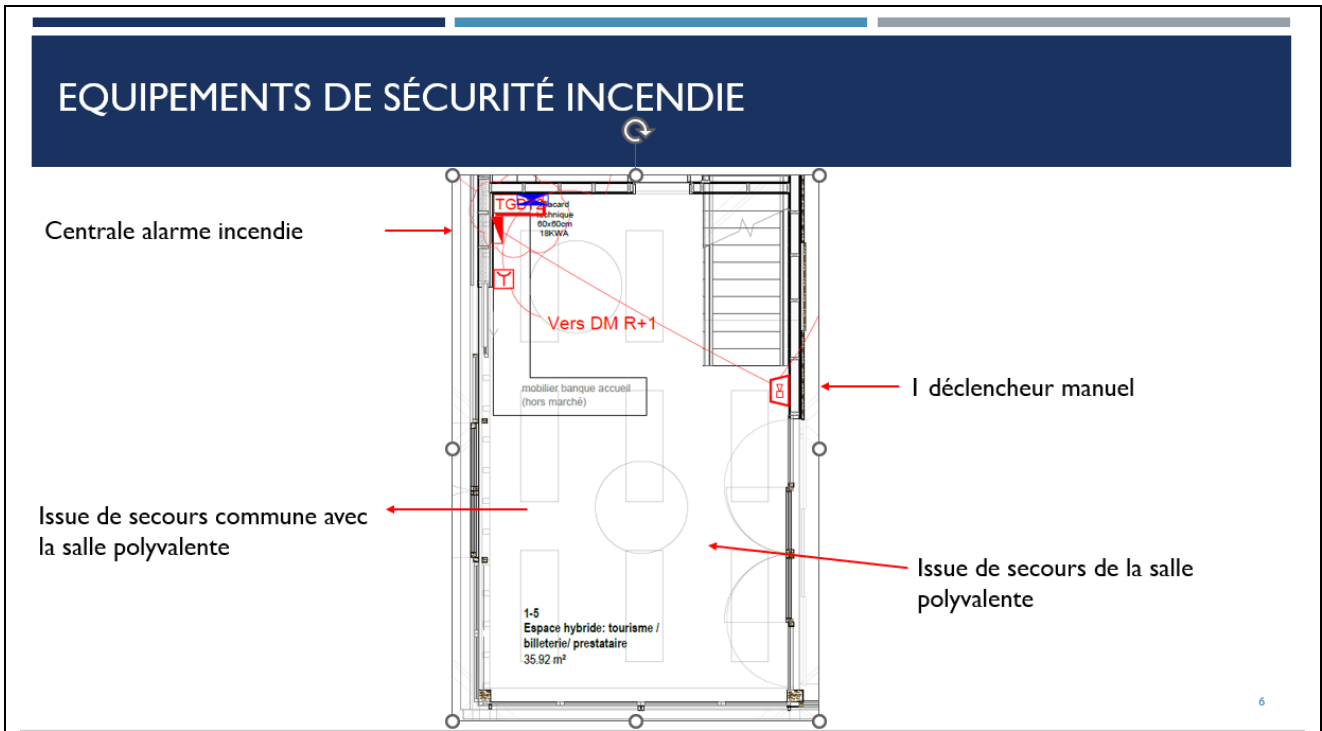 EQUIPEMENTS DE SÉCURITÉ INCENDIE
Centrale alarme incendie
TGBT
60x60cm
18KWA
Vers DM R+1
mobilier banque accueil
(hors marché)
1 déclencheur manuel
Issue de secours commune avec
la salle polyvalente
Issue de secours de la salle
polyvalente
1-5
Espace hybride: tourisme /
billeterie/ prestataire
35.92 m²
6